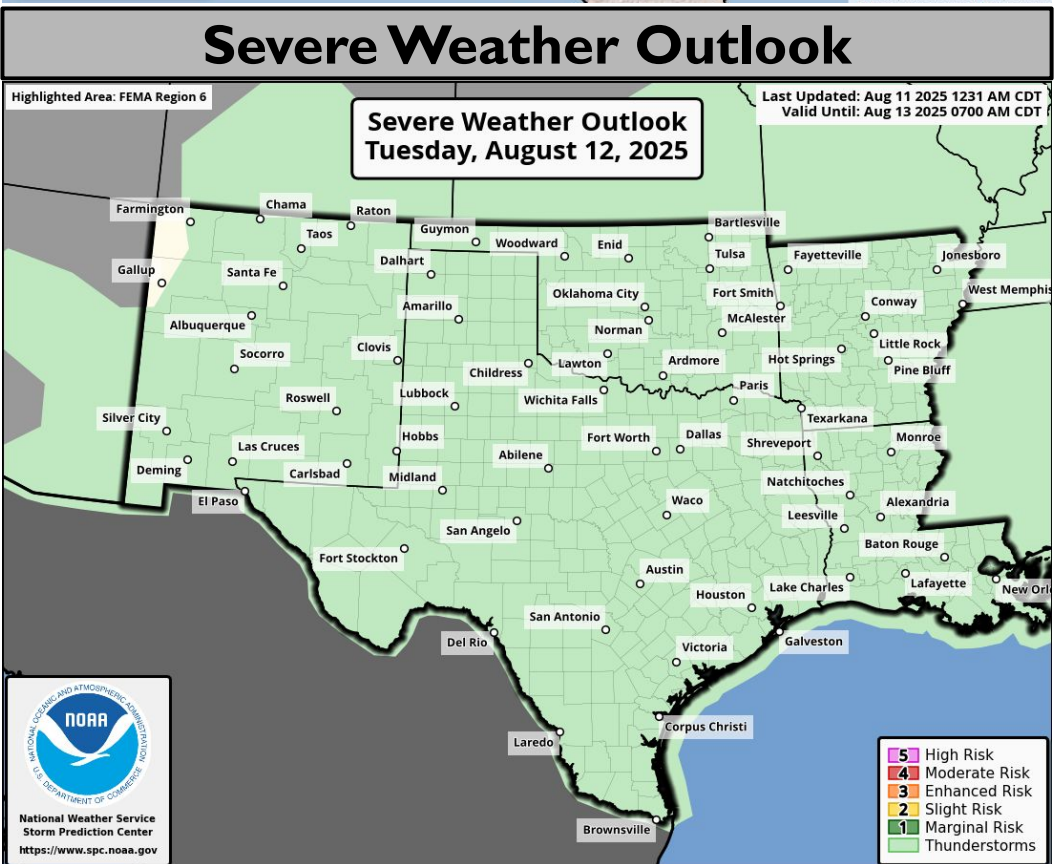 Severe Weather Outlook
Highlighted Area: FEMA Region 6
Severe Weather Outlook
Tuesday, August 12, 2025
Last Updated: Aug 11 2025 1231 AM CDT
Valid Until: Aug 13 2025 0700 AM CDT
Farmington
Chama
Raton
Taos
Guymon
Woodward
Enid
Bartlesville
Tulsa
Fayetteville
Jonesboro
Gallup
Santa Fe
Dalhart
Oklahoma City
Fort Smith
Conway
West Memphis
Albuquerque
Amarillo
Norman
McAlester
Little Rock
Socorro
Clovis
Childress
Lawton
Ardmore
Hot Springs
Pine Bluff
Roswell
Lubbock
Wichita Falls
Paris
Texarkana
Silver City
Las Cruces
Hobbs
Abilene
Fort Worth
Dallas
Shreveport
Monroe
Deming
Carlsbad
Midland
Natchitoches
El Paso
San Angelo
Waco
Leesville
Alexandria
Fort Stockton
Baton Rouge
Austin
Houston
Lake Charles
Lafayette
New Orl
Del Rio
San Antonio
Victoria
Galveston
Laredo
Corpus Christi
Brownsville
NATIONAL OCEANIC AND ATMOSPHERIC ADMINISTRATION
NOAA
U.S. DEPARTMENT OF COMMERCE
National Weather Service
Storm Prediction Center
https://www.spc.noaa.gov
5 High Risk
4 Moderate Risk
3 Enhanced Risk
2 Slight Risk
1 Marginal Risk
Thunderstorms